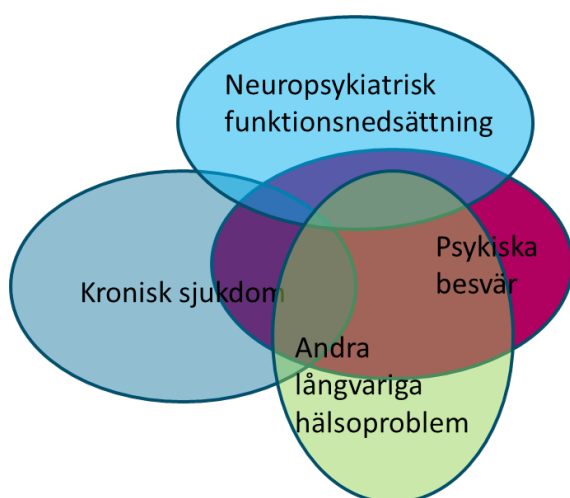 Neuropsykiatrisk
funktionsnedsättning
Psykiska
besvär
Kronisk sjukdom
Andra
långvariga
hälsoproblem